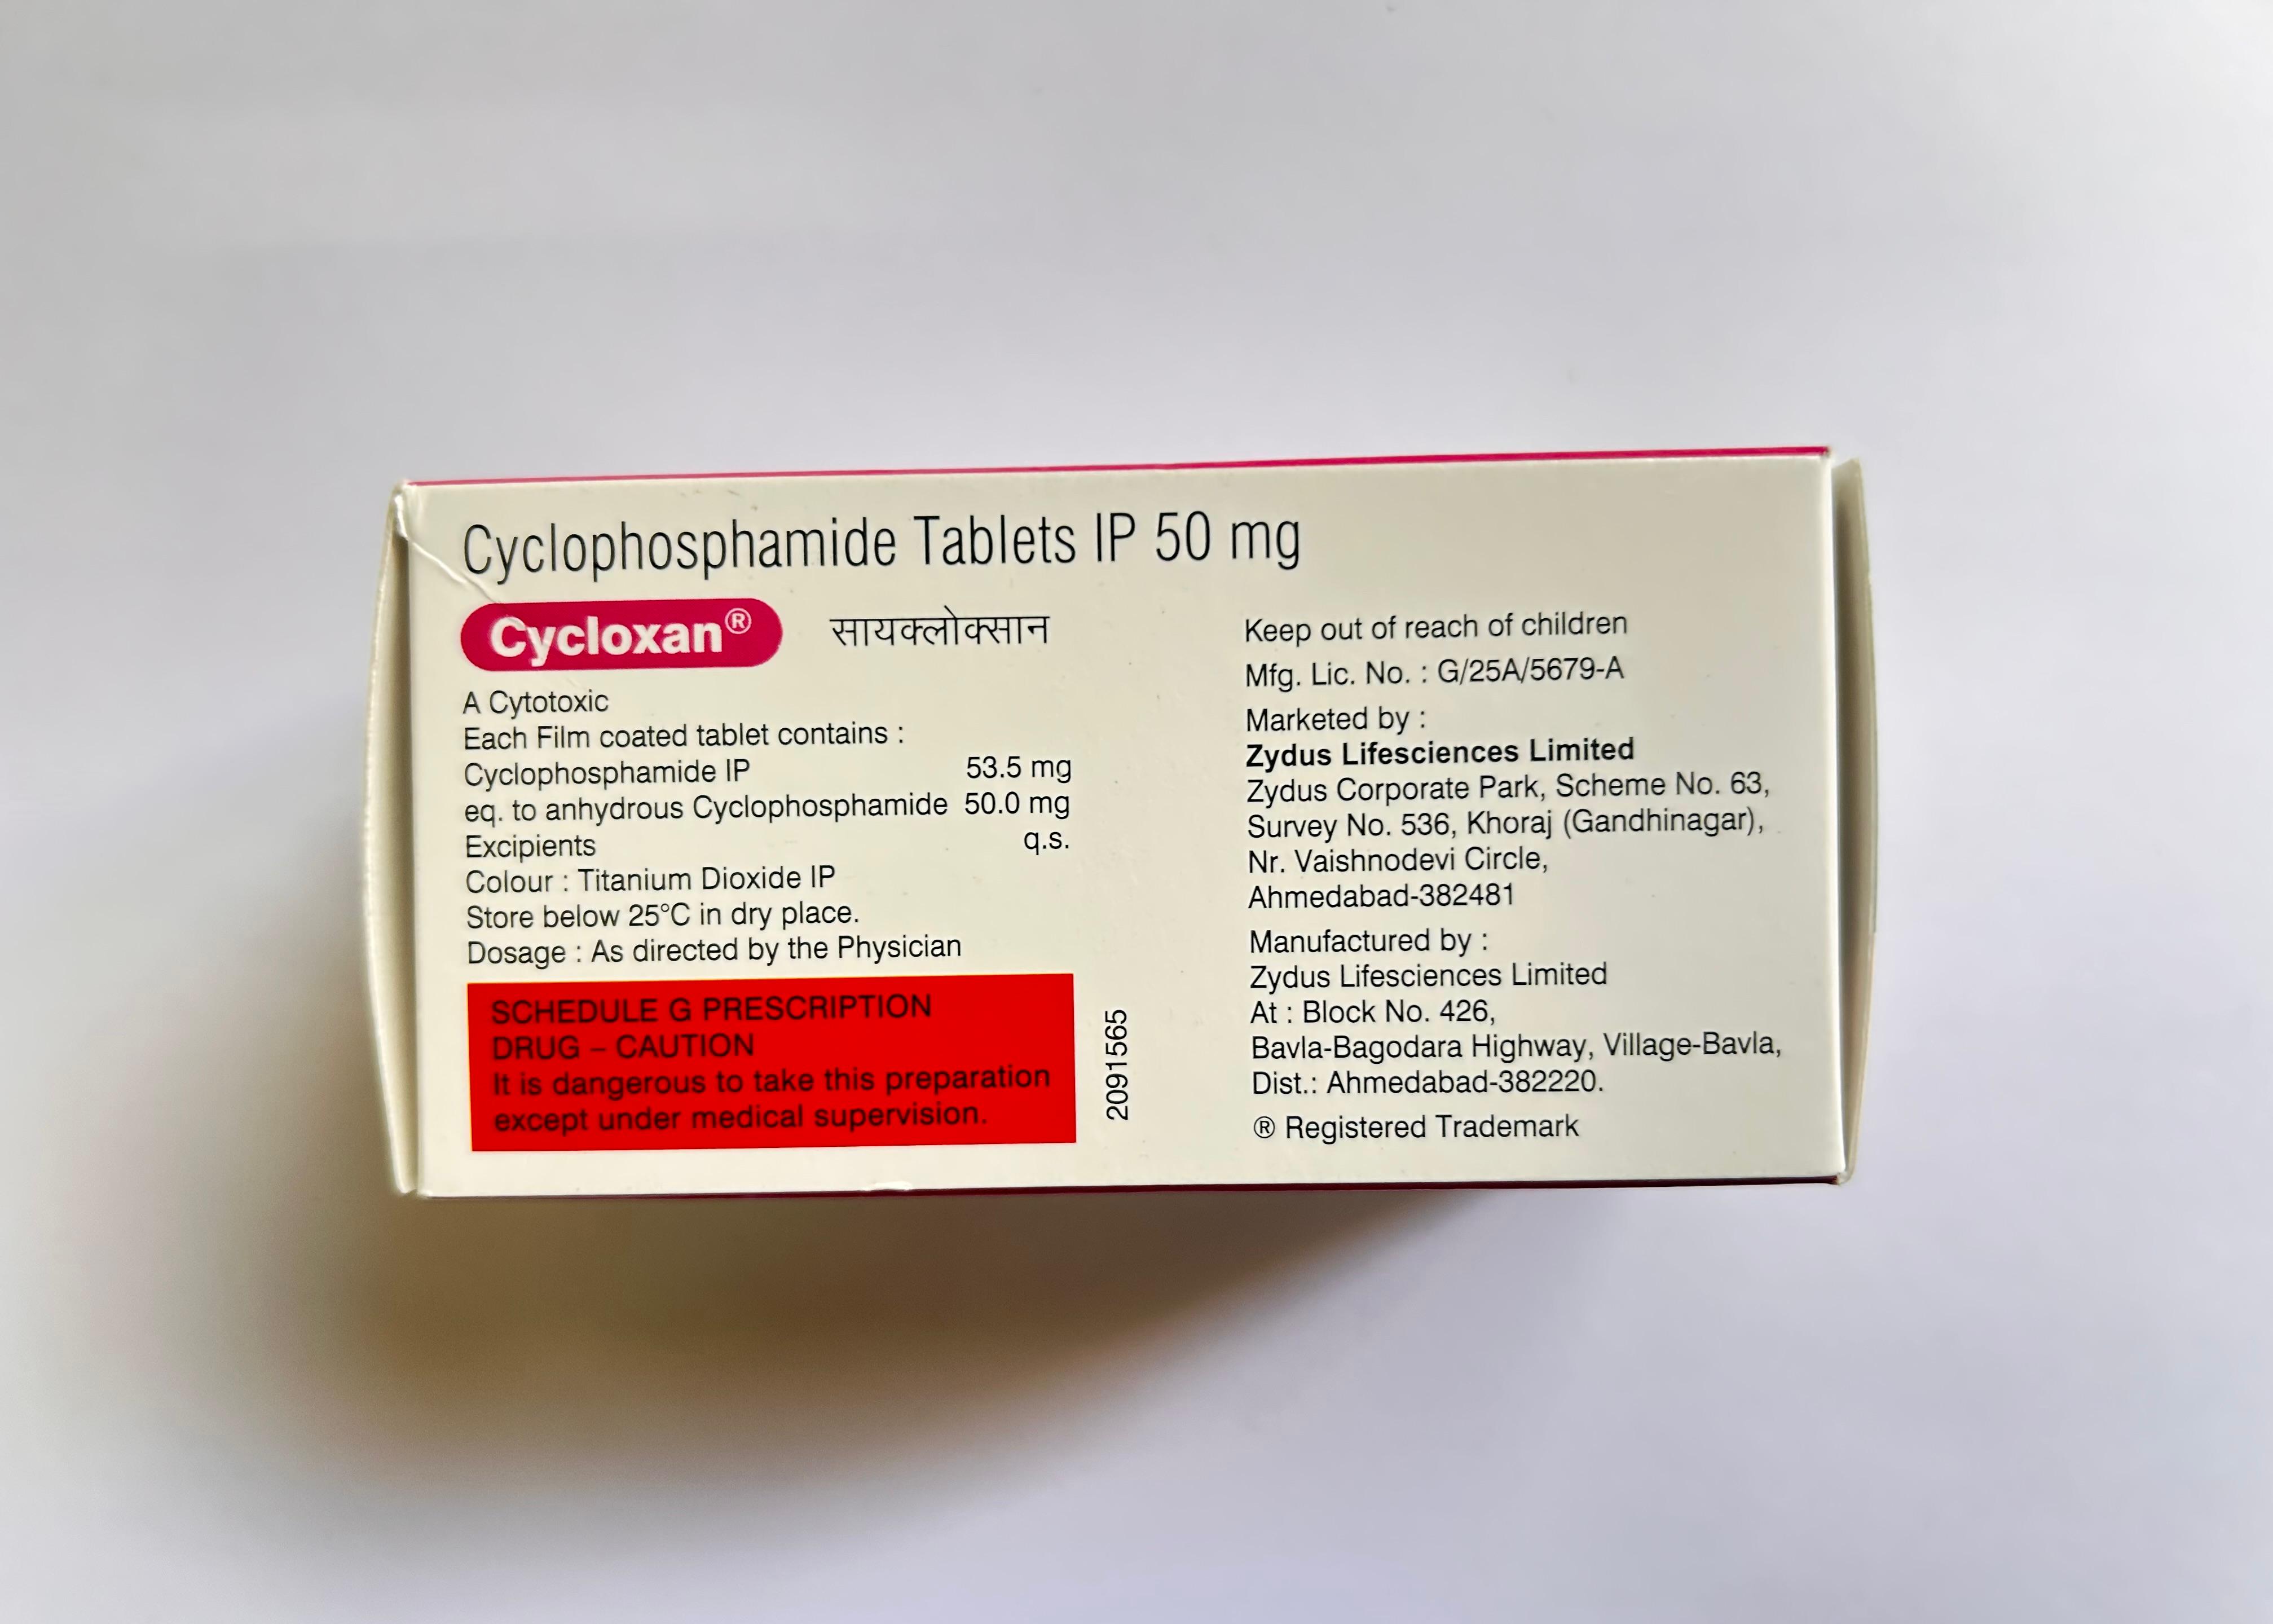 Cyclophosphamide Tablets IP 50 mg
Cycloxan® सायक्लोक्सान
A Cytotoxic
Each Film coated tablet contains :
Cyclophosphamide IP 53.5 mg
eq. to anhydrous Cyclophosphamide 50.0 mg
Excipients q.s.
Colour : Titanium Dioxide IP
Store below 25°C in dry place.
Dosage : As directed by the Physician
SCHEDULE G PRESCRIPTION
DRUG – CAUTION
It is dangerous to take this preparation
except under medical supervision.
2091565
Keep out of reach of children
Mfg. Lic. No. : G/25A/5679-A
Marketed by :
Zydus Lifesciences Limited
Zydus Corporate Park, Scheme No. 63,
Survey No. 536, Khoraj (Gandhinagar),
Nr. Vaishnodevi Circle,
Ahmedabad-382481
Manufactured by :
Zydus Lifesciences Limited
At : Block No. 426,
Bavla-Bagodara Highway, Village-Bavla,
Dist.: Ahmedabad-382220.
® Registered Trademark